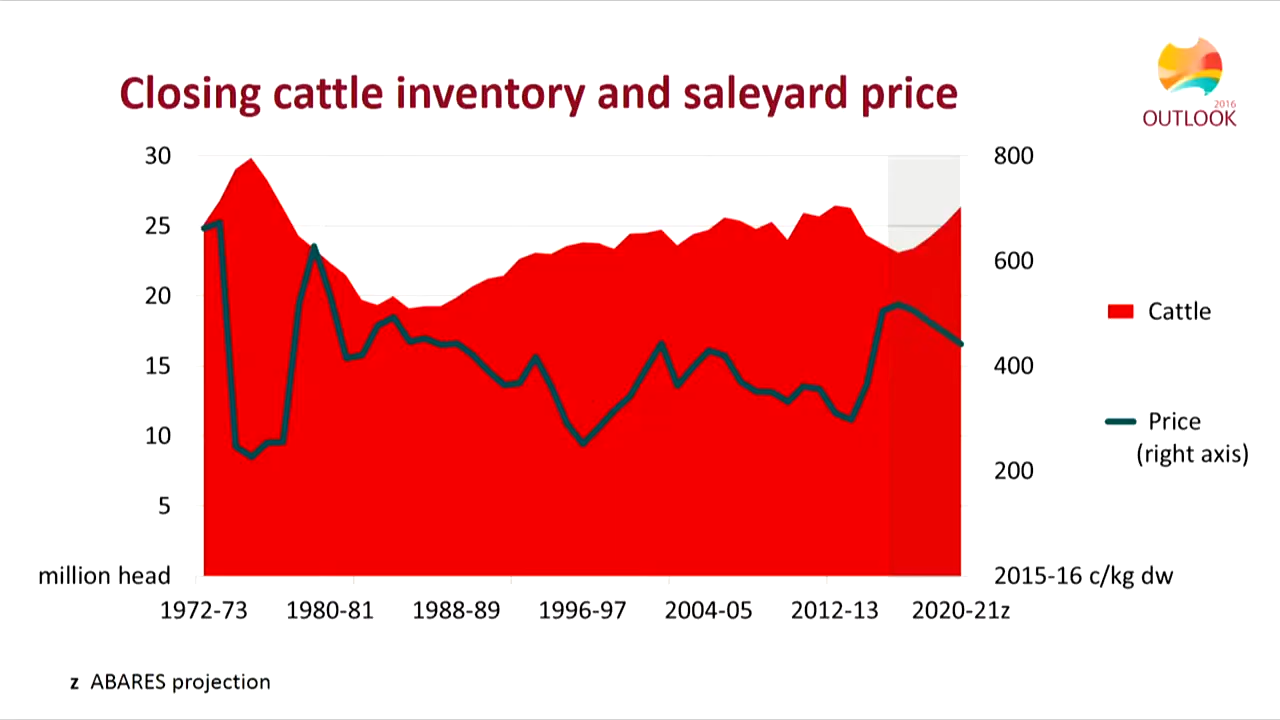 Closing cattle inventory and saleyard price
2016
OUTLOOK
30
25
20
15
10
5
million head
800
600
400
200
2015-16 c/kg dw
1972-73 1980-81 1988-89 1996-97 2004-05 2012-13 2020-21z
Cattle
Price
(right axis)
z ABARES projection